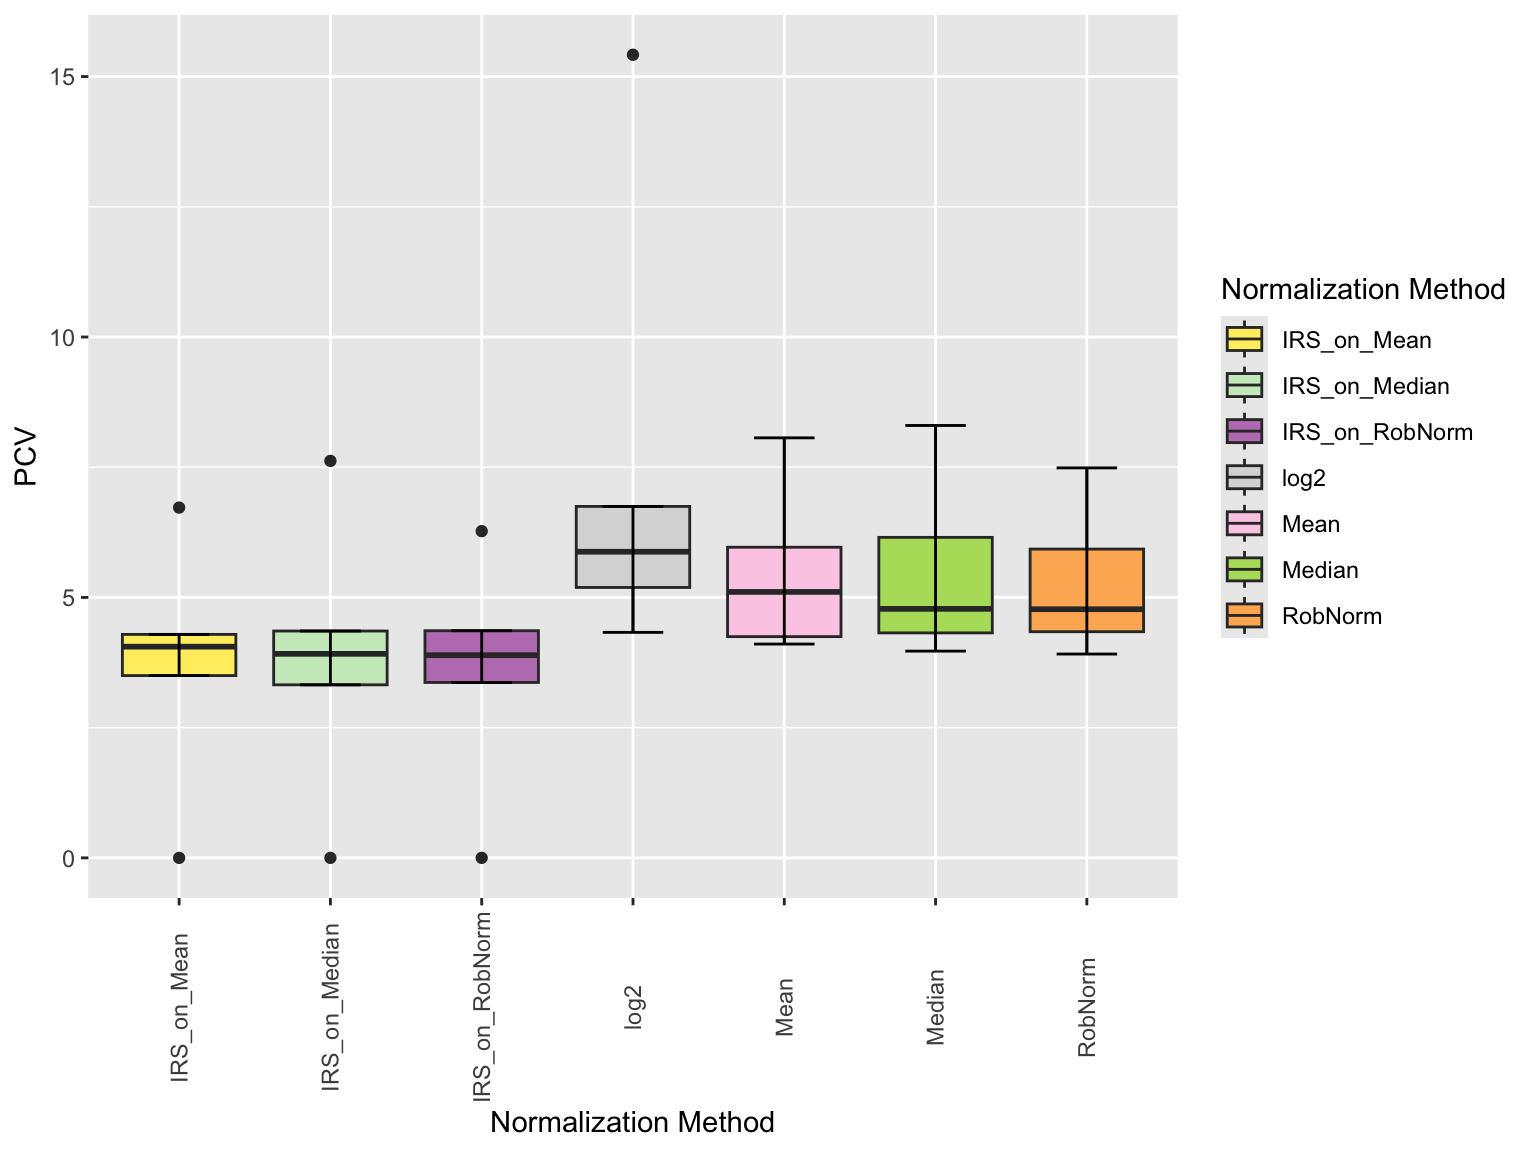 15
10
5
0
PCV
IRS_on_Mean
IRS_on_Median
IRS_on_RobNorm
log2
Mean
Median
RobNorm
Normalization Method
Normalization Method
IRS_on_Mean
IRS_on_Median
IRS_on_RobNorm
log2
Mean
Median
RobNorm